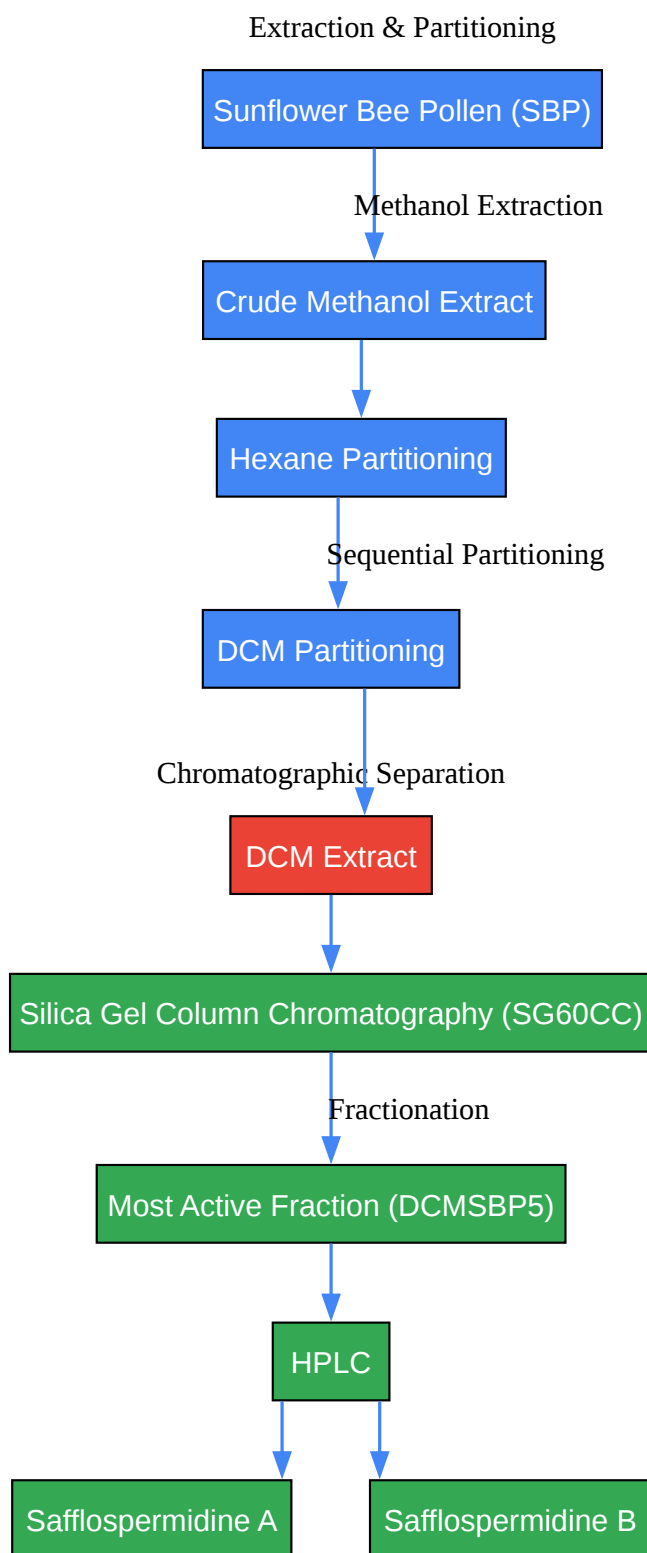 Extraction & Partitioning
Sunflower Bee Pollen (SBP)
Methanol Extraction
Crude Methanol Extract
Hexane Partitioning
Sequential Partitioning
DCM Partitioning
Chromatographic Separation
DCM Extract
Silica Gel Column Chromatography (SG60CC)
Fractionation
Most Active Fraction (DCMSBP5)
HPLC
Safflospermidine A
Safflospermidine B